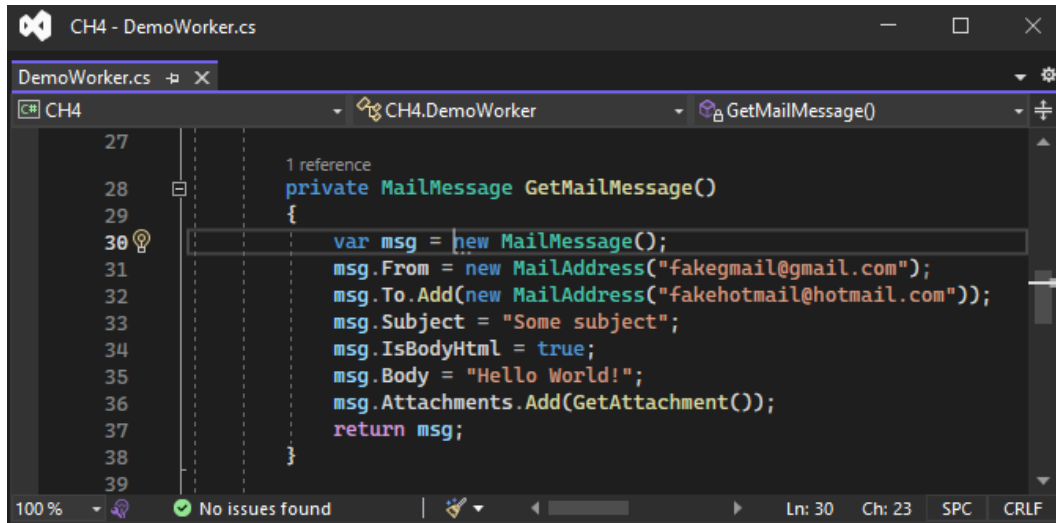 CH4 - DemoWorker.cs
DemoWorker.cs
C# CH4 CH4.DemoWorker GetMailMessage()
27
1 reference
28 private MailMessage GetMailMessage()
29 {
30 var msg = new MailMessage();
31 msg.From = new MailAddress("fakegmail@gmail.com");
32 msg.To.Add(new MailAddress("fakehotmail@hotmail.com"));
33 msg.Subject = "Some subject";
34 msg.IsBodyHtml = true;
35 msg.Body = "Hello World!";
36 msg.Attachments.Add(GetAttachment());
37 return msg;
38 }
39
100 % No issues found Ln: 30 Ch: 23 SPC CRLF